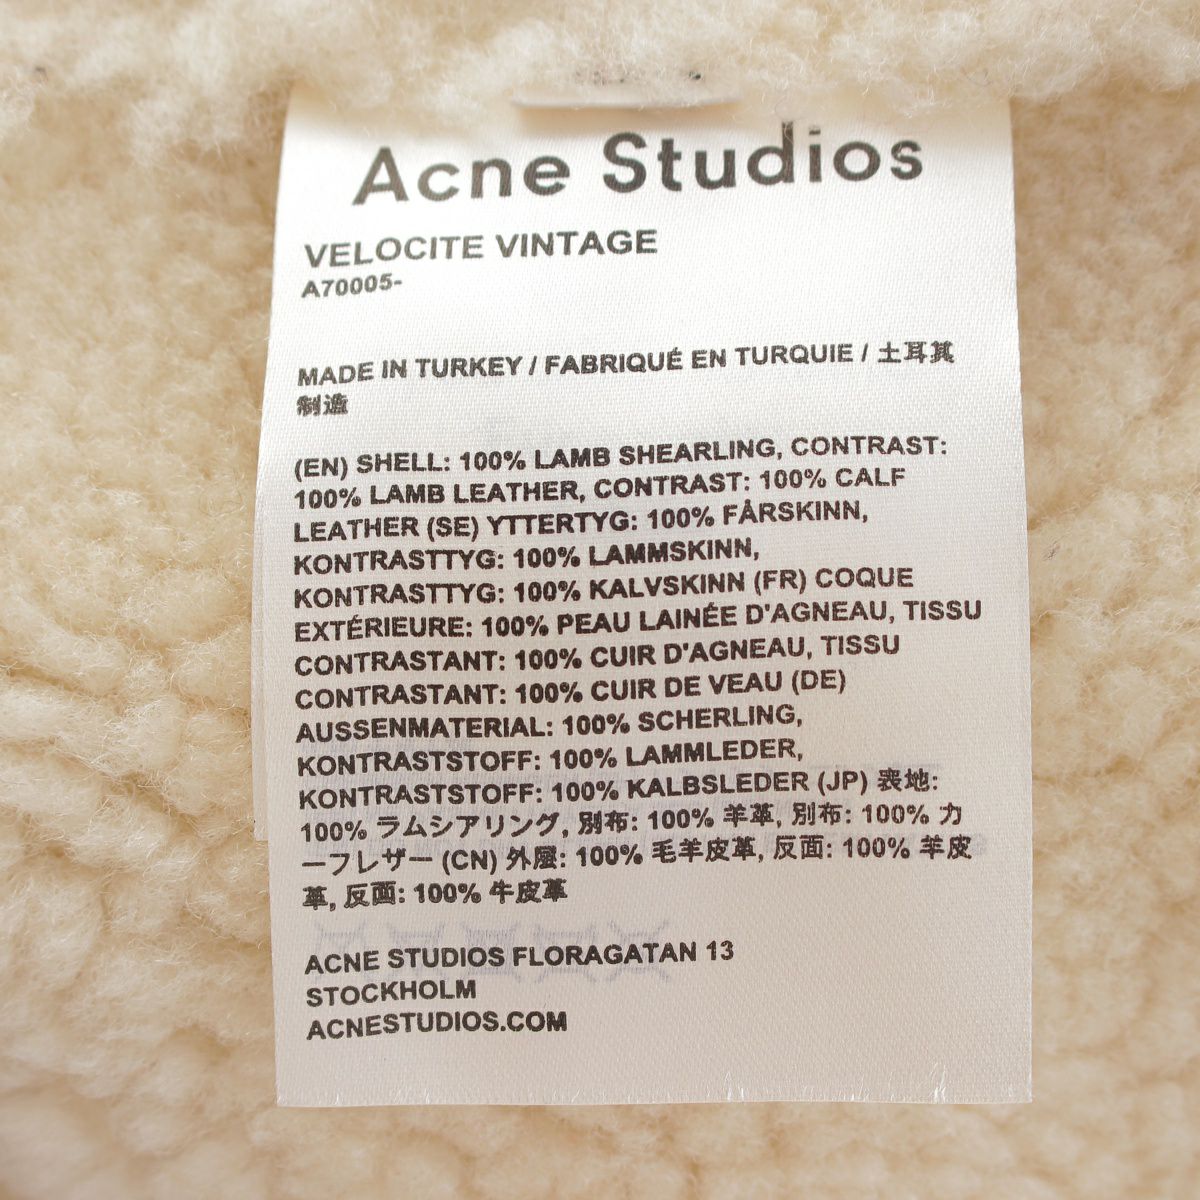 Acne Studios
VELOCITE VINTAGE
A70005-
MADE IN TURKEY / FABRIQUÉ EN TURQUIE / 土耳其
制造
(EN) SHELL: 100% LAMB SHEARLING, CONTRAST:
100% LAMB LEATHER, CONTRAST: 100% CALF
LEATHER (SE) YTTERTYG: 100% FÅRSKINN,
KONTRASTTYG: 100% LAMMSKINN,
KONTRASTTYG: 100% KALVSKINN (FR) COQUE
EXTÉRIEURE: 100% PEAU LAINÉE D'AGNEAU, TISSU
CONTRASTANT: 100% CUIR D'AGNEAU, TISSU
CONTRASTANT: 100% CUIR DE VEAU (DE)
AUSSENMATERIAL: 100% SCHERLING,
KONTRASTSTOFF: 100% LAMMLEDER,
KONTRASTSTOFF: 100% KALBSLEDER (JP) 表地:
100% ラムシアリング, 別布: 100% 羊革, 別布: 100% カ
ーフレザー (CN) 外层: 100% 毛羊皮革, 反面: 100% 羊皮
革, 反面: 100% 牛皮革
ACNE STUDIOS FLORAGATAN 13
STOCKHOLM
ACNESTUDIOS.COM